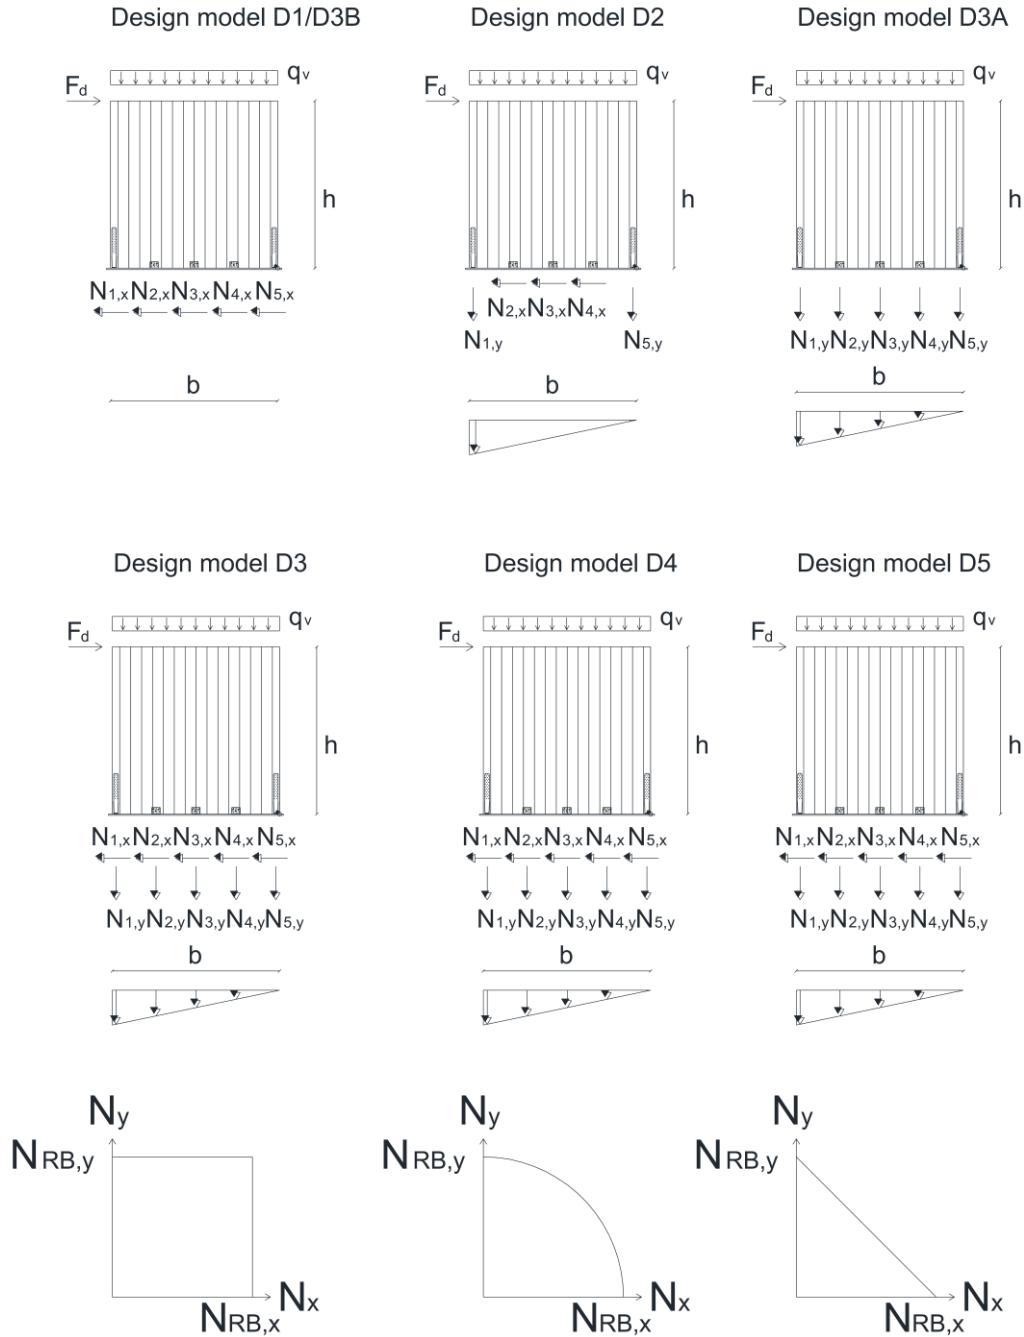 Design model D1/D3B
Design model D2
Design model D3A
qv
qv
qv
Fd
Fd
Fd
h
h
h
N1,x N2,x N3,x N4,x N5,x
N2,x N3,x N4,x
N1,y N5,y
N1,y N2,y N3,y N4,y N5,y
b
b
b
Design model D3
Design model D4
Design model D5
qv
qv
qv
Fd
Fd
Fd
h
h
h
N1,x N2,x N3,x N4,x N5,x
N1,x N2,x N3,x N4,x N5,x
N1,x N2,x N3,x N4,x N5,x
N1,y N2,y N3,y N4,y N5,y
N1,y N2,y N3,y N4,y N5,y
N1,y N2,y N3,y N4,y N5,y
b
b
b
Ny
Ny
Ny
NRB,y
NRB,y
NRB,y
Nx
Nx
Nx
NRB,x
NRB,x
NRB,x